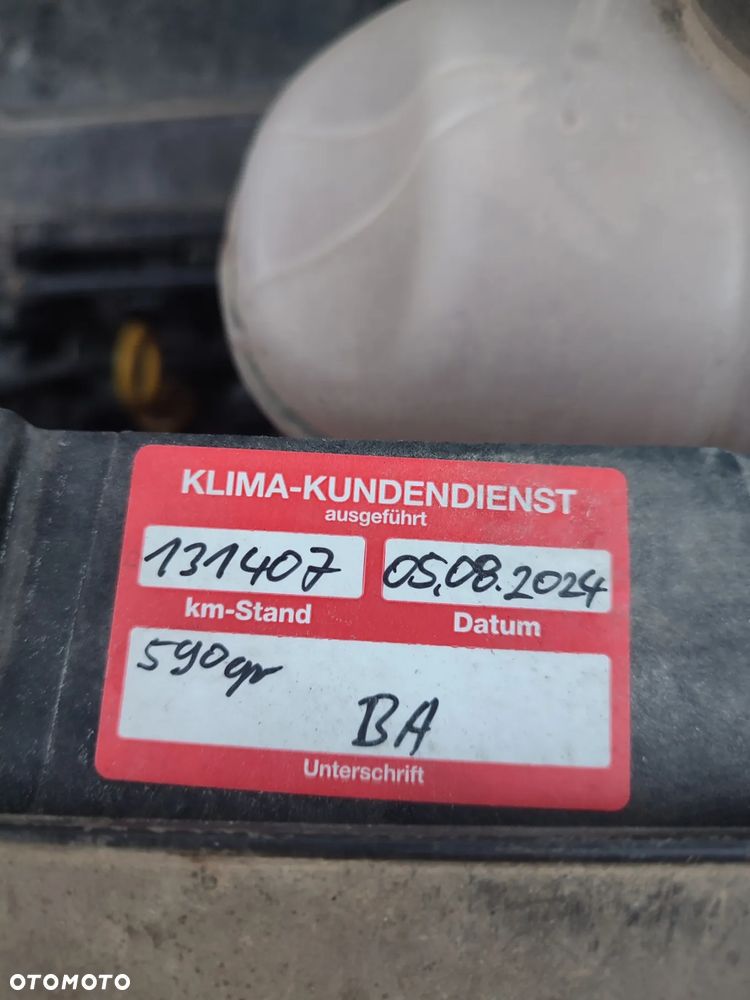 KLIMA-KUNDENDIENST
ausgeführt
131407 05.08.2024
km-Stand Datum
590gr
BA
Unterschrift
OTOMOTO